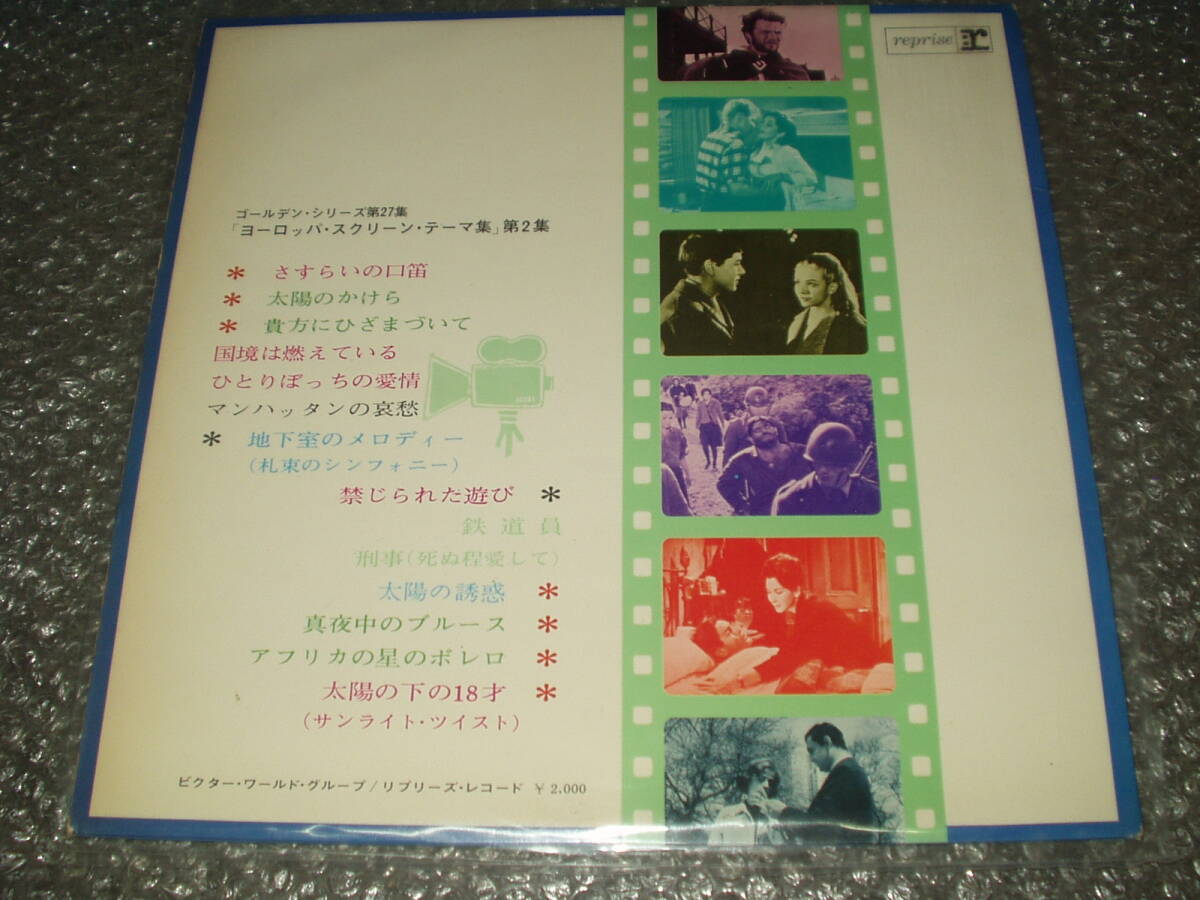 reprise r
ゴールデン・シリーズ第27集
「ヨーロッパ・スクリーン・テーマ集」第2集
* さすらいの口笛
* 太陽のかけら
* 貴方にひざまづいて
国境は燃えている
ひとりぼっちの愛情
マンハッタンの哀愁
* 地下室のメロディー
(札束のシンフォニー)
禁じられた遊び *
鉄道員
刑事(死ぬ程愛して)
太陽の誘惑 *
真夜中のブルース *
アフリカの星のボレロ *
太陽の下の18才 *
(サンライト・ツイスト)
ビクター・ワールド・グループ/リプリーズ・レコード ¥2,000